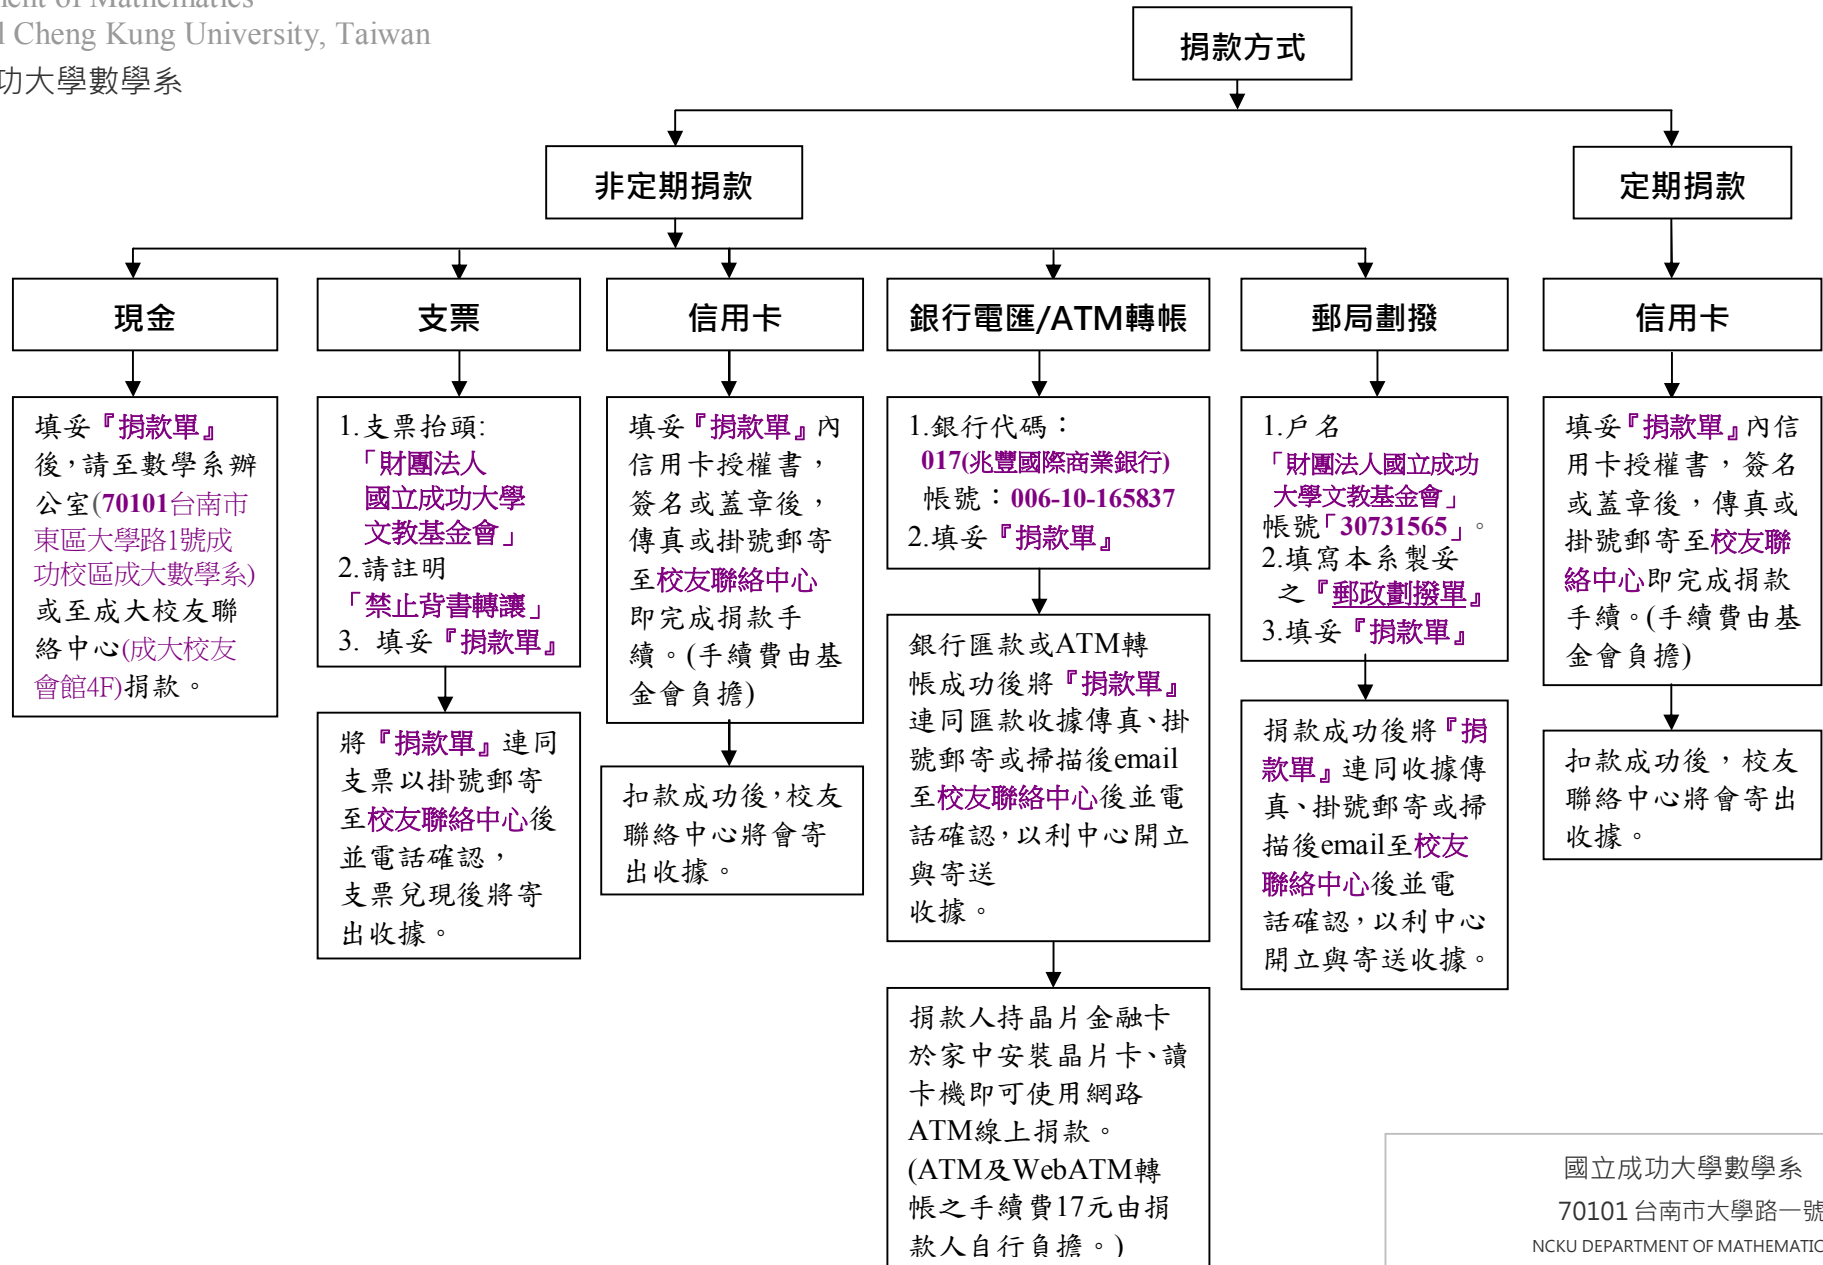 Cheng Kung University, Taiwan
of Mathematics
功大學數學系
捐款方式
非定期捐款
定期捐款
現金
支票
信用卡
銀行電匯/ATM轉帳
郵局劃撥
信用卡
填妥『捐款單』
後，請至數學系辦
公室(70101台南市
東區大學路1號成
功校區成大數學系)
或至成大校友聯
絡中心(成大校友
會館4F)捐款。
1.支票抬頭:
「財團法人
國立成功大學
文教基金會」
2.請註明
「禁止背書轉讓」
3. 填妥『捐款單』
將『捐款單』連同
支票以掛號郵寄
至校友聯絡中心後
並電話確認，
支票兌現後將寄
出收據。
填妥『捐款單』內
信用卡授權書，
簽名或蓋章後，
傳真或掛號郵寄
至校友聯絡中心
即完成捐款手
續。(手續費由基
金會負擔)
扣款成功後，校友
聯絡中心將會寄
出收據。
1.銀行代碼：
017(兆豐國際商業銀行)
帳號：006-10-165837
2.填妥『捐款單』
銀行匯款或ATM轉
帳成功後將『捐款單』
連同匯款收據傳真、掛
號郵寄或掃描後email
至校友聯絡中心後並電
話確認，以利中心開立
與寄送
收據。
捐款人持晶片金融卡
於家中安裝晶片卡、讀
卡機即可使用網路
ATM線上捐款。
(ATM及WebATM轉
帳之手續費17元由捐
款人自行負擔。)
1.戶名
「財團法人國立成功
大學文教基金會」
帳號「30731565」。
2.填寫本系製妥
之『郵政劃撥單』
3.填妥『捐款單』
捐款成功後將『捐
款單』連同收據傳
真、掛號郵寄或掃
描後email至校友
聯絡中心後並電
話確認，以利中心
開立與寄送收據。
填妥『捐款單』內信
用卡授權書，簽名
或蓋章後，傳真或
掛號郵寄至校友聯
絡中心即完成捐款
手續。(手續費由基
金會負擔)
扣款成功後，校友
聯絡中心將會寄出
收據。
國立成功大學數學系
70101 台南市大學路一號
NCKU DEPARTMENT OF